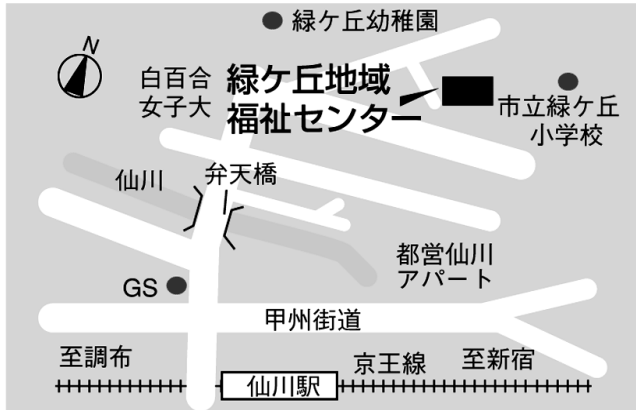 N
緑ケ丘幼稚園
白百合
女子大
緑ケ丘地域
福祉センター
市立緑ケ丘
小学校
仙川
弁天橋
都営仙川
アパート
GS
甲州街道
至調布
仙川駅
京王線
至新宿